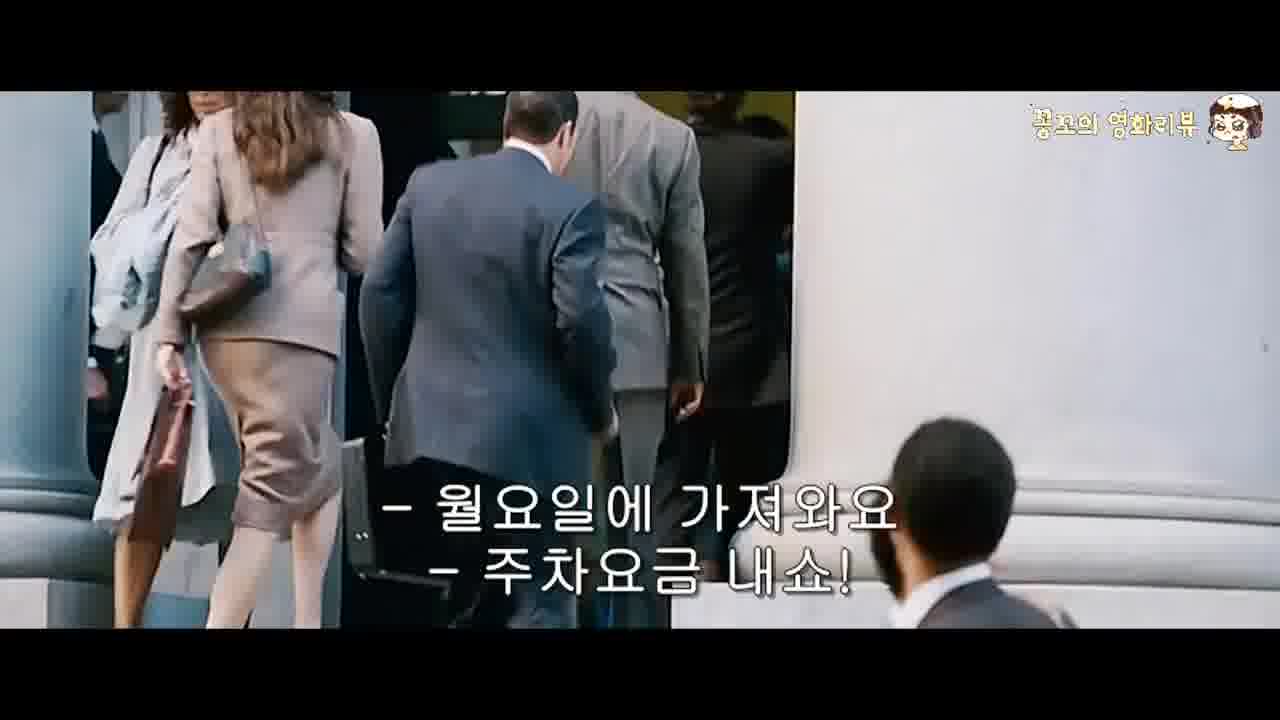 꽁꼬의 영화리뷰
- 월요일에 가져와요
- 주차요금 내쇼!